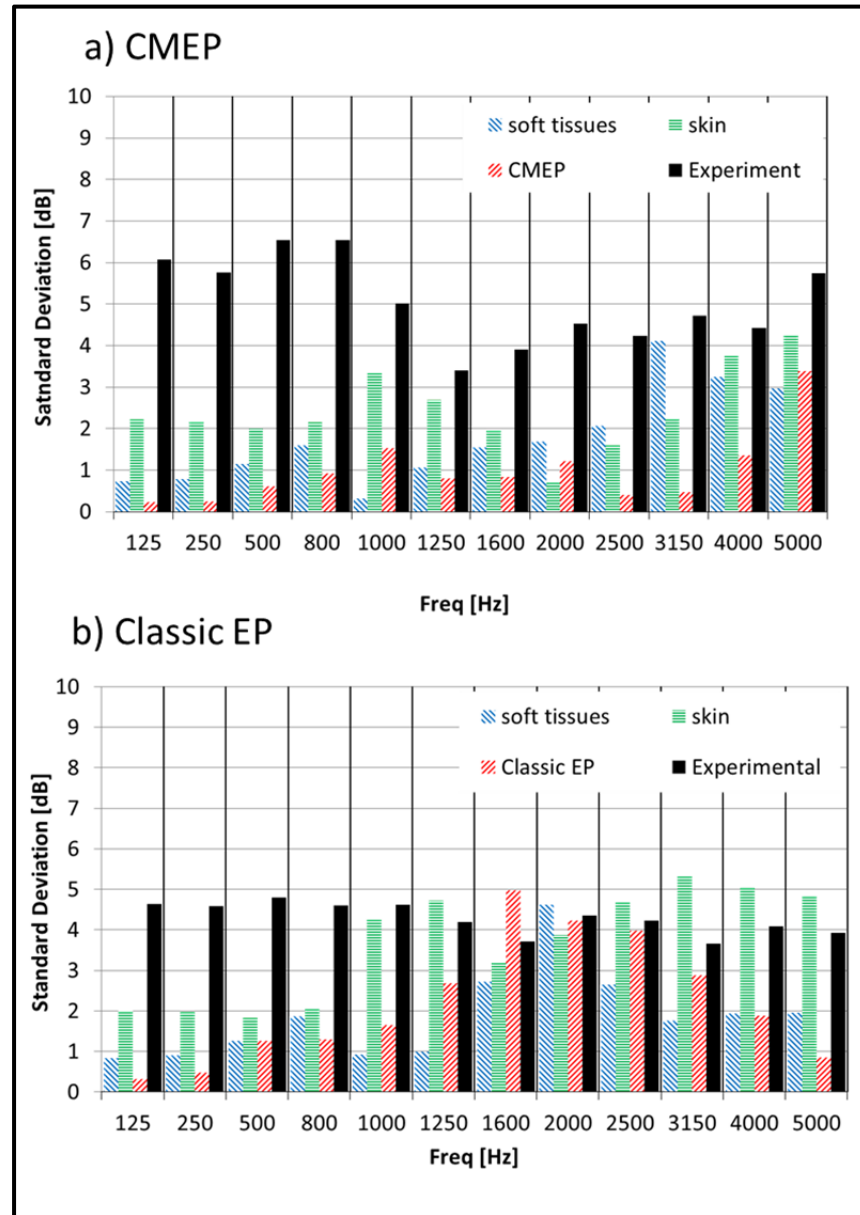 a) CMEP
10
9
8
7
6
5
4
3
2
1
0
Satndard Deviation [dB]
soft tissues skin
CMEP Experiment
125 250 500 800 1000 1250 1600 2000 2500 3150 4000 5000
Freq [Hz]
b) Classic EP
10
9
8
7
6
5
4
3
2
1
0
Standard Deviation [dB]
soft tissues skin
Classic EP Experimental
125 250 500 800 1000 1250 1600 2000 2500 3150 4000 5000
Freq [Hz]